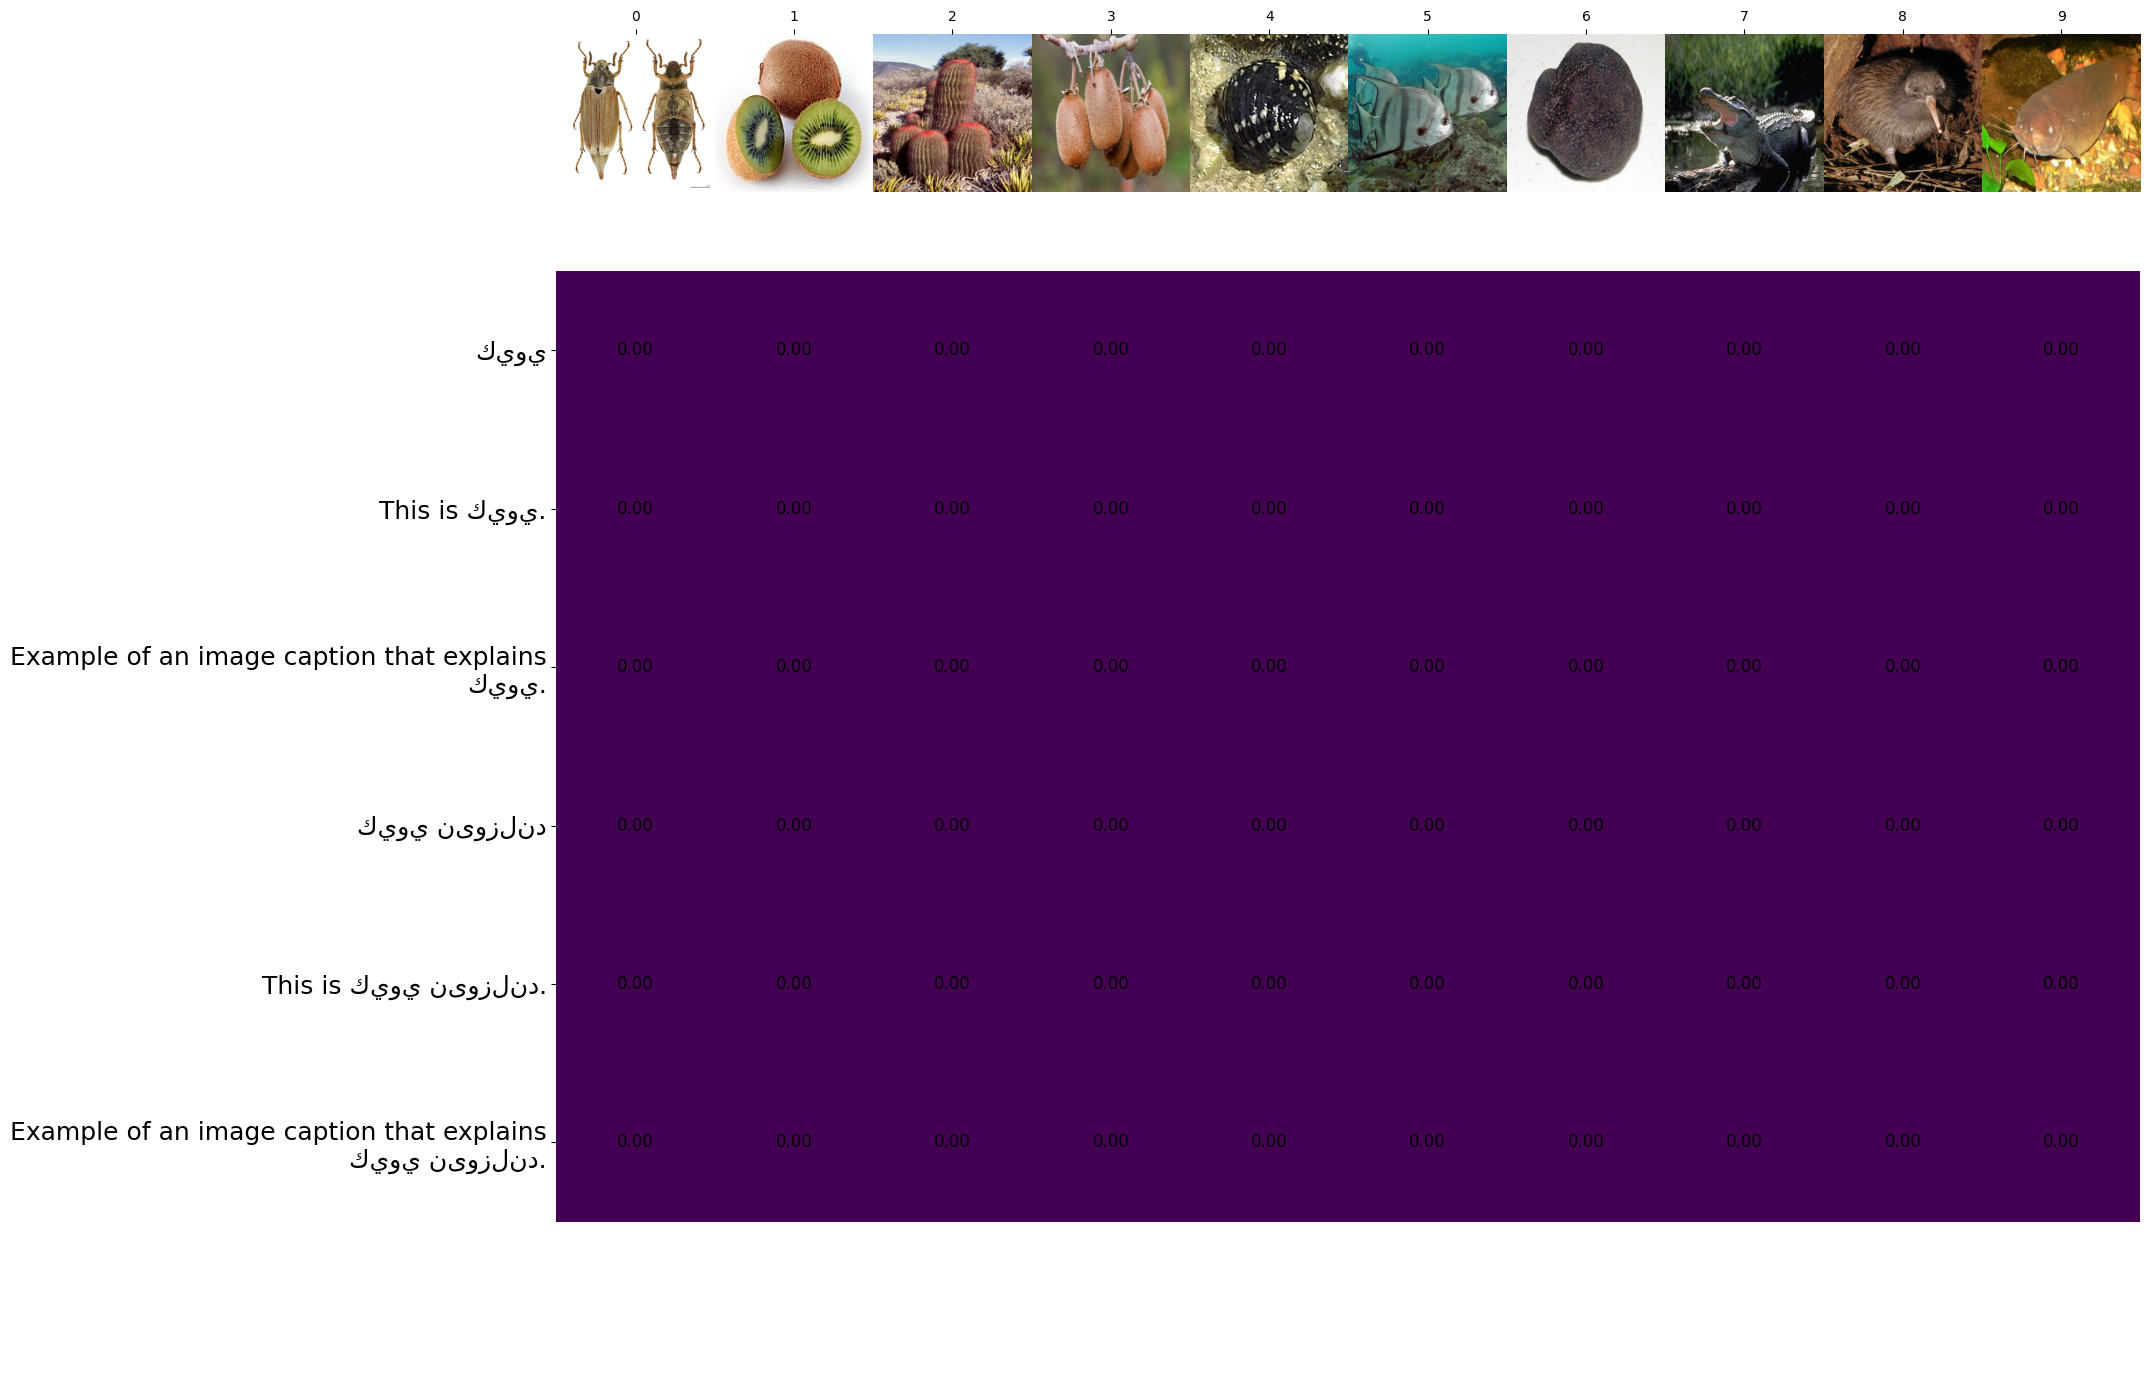 0 1 2 3 4 5 6 7 8 9
كيوي 0.00 0.00 0.00 0.00 0.00 0.00 0.00 0.00 0.00 0.00
This is كيوي. 0.00 0.00 0.00 0.00 0.00 0.00 0.00 0.00 0.00 0.00
Example of an image caption that explains
كيوي. 0.00 0.00 0.00 0.00 0.00 0.00 0.00 0.00 0.00 0.00
كيوي نیوزلند 0.00 0.00 0.00 0.00 0.00 0.00 0.00 0.00 0.00 0.00
This is كيوي نیوزلند. 0.00 0.00 0.00 0.00 0.00 0.00 0.00 0.00 0.00 0.00
Example of an image caption that explains
كيوي نیوزلند. 0.00 0.00 0.00 0.00 0.00 0.00 0.00 0.00 0.00 0.00